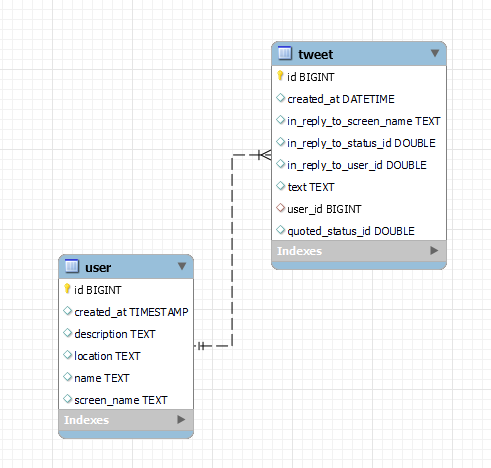 tweet
id BIGINT
created_at DATETIME
in_reply_to_screen_name TEXT
in_reply_to_status_id DOUBLE
in_reply_to_user_id DOUBLE
text TEXT
user_id BIGINT
quoted_status_id DOUBLE
Indexes
user
id BIGINT
created_at TIMESTAMP
description TEXT
location TEXT
name TEXT
screen_name TEXT
Indexes